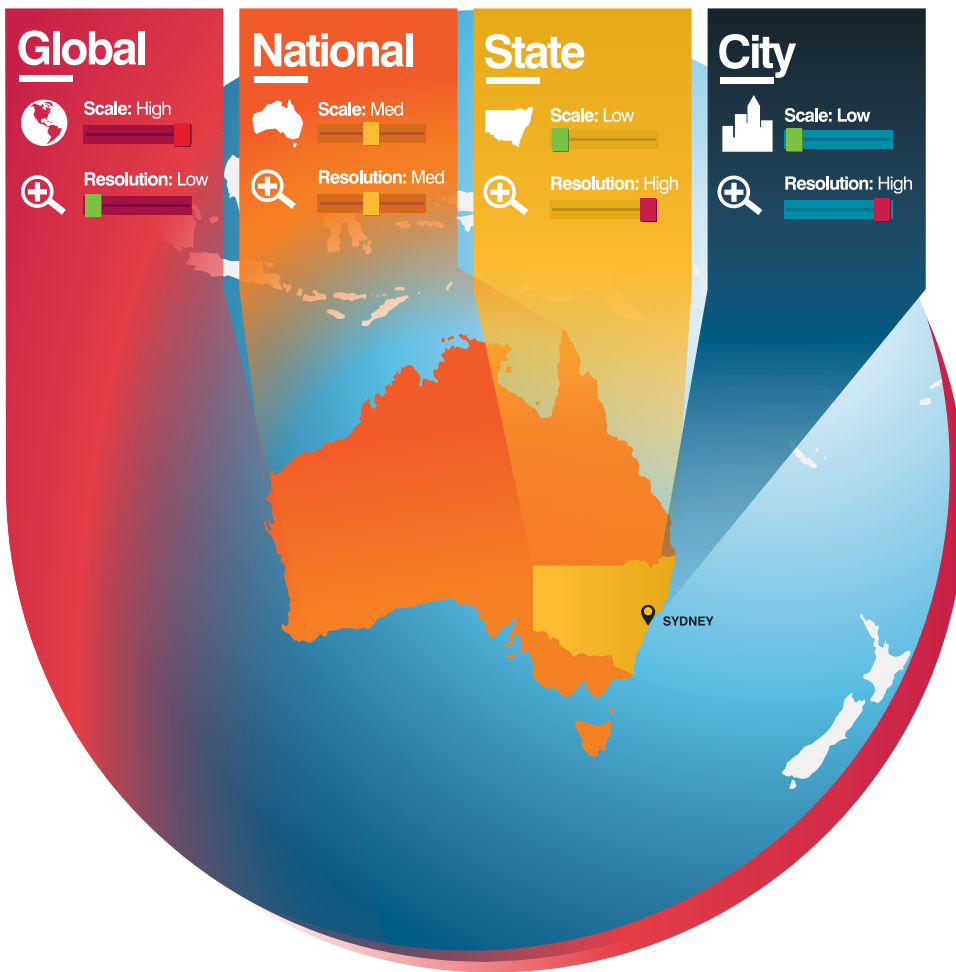 Global
Scale: High
Resolution: Low
National
Scale: Med
Resolution: Med
State
Scale: Low
Resolution: High
City
Scale: Low
Resolution: High
SYDNEY